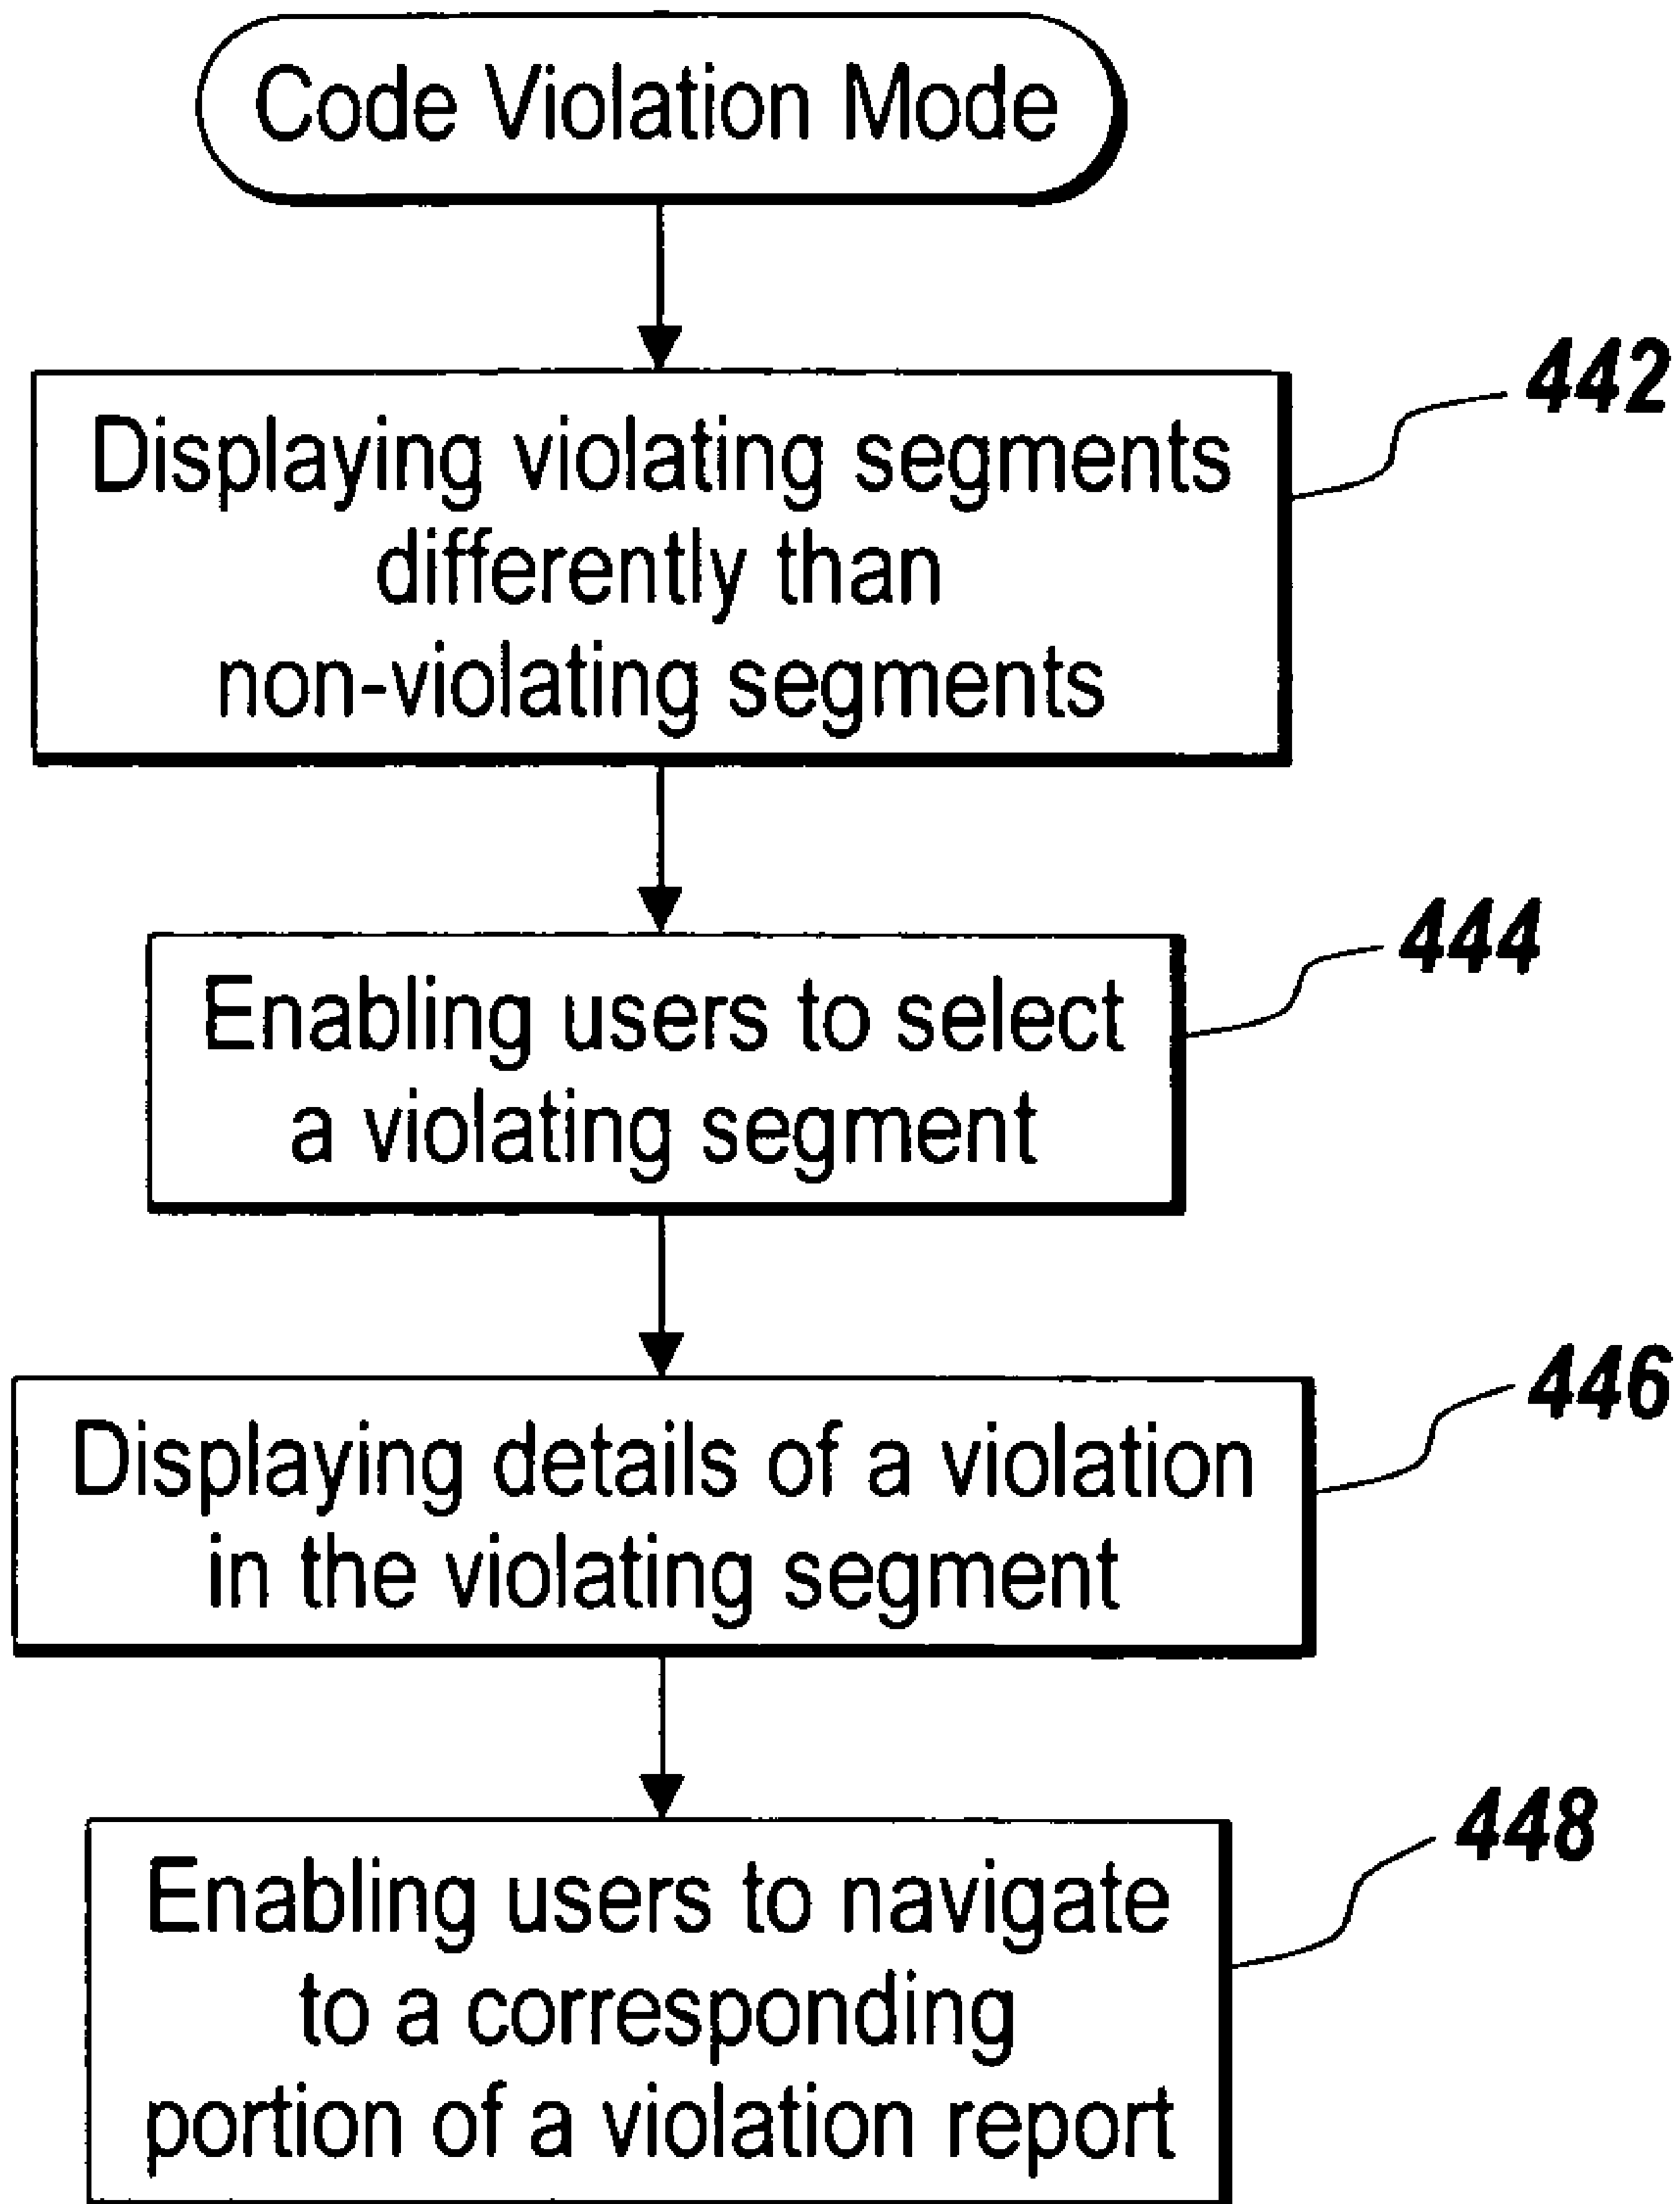 Code Violation Mode
442
Displaying violating segments
differently than
non-violating segments
444
Enabling users to select
a violating segment
446
Displaying details of a violation
in the violating segment
448
Enabling users to navigate
to a corresponding
portion of a violation report